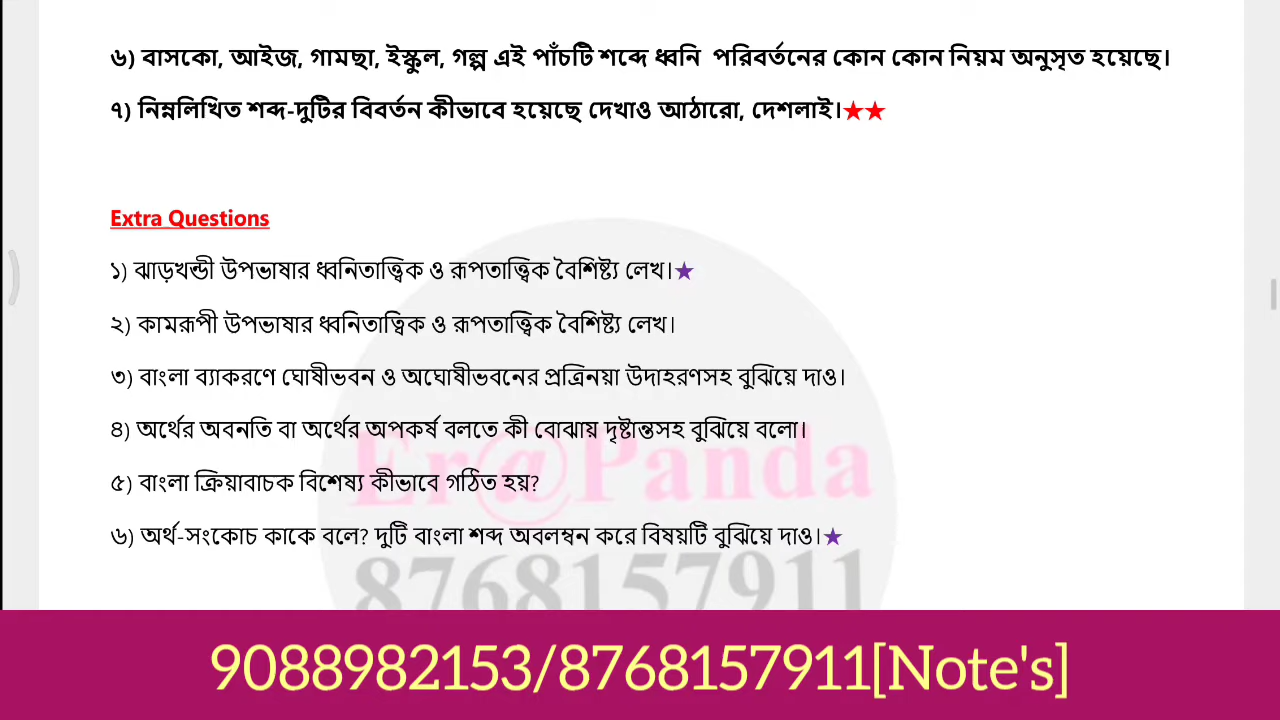 ৬) বাসকো, আইজ, গামছা, ইস্কুল, গল্প এই পাঁচটি শব্দে ধ্বনি পরিবর্তনের কোন কোন নিয়ম অনুসৃত হয়েছে।
৭) নিম্নলিখিত শব্দ-দুটির বিবর্তন কীভাবে হয়েছে দেখাও আঠারো, দেশলাই।★★
Extra Questions
১) ঝাড়খন্ডী উপভাষার ধ্বনিতাত্ত্বিক ও রূপতাত্ত্বিক বৈশিষ্ট্য লেখ।★
২) কামরূপী উপভাষার ধ্বনিতাত্বিক ও রূপতাত্ত্বিক বৈশিষ্ট্য লেখ।
৩) বাংলা ব্যাকরণে ঘোষীভবন ও অঘোষীভবনের প্রত্রিনয়া উদাহরণসহ বুঝিয়ে দাও।
৪) অর্থের অবনতি বা অর্থের অপকর্ষ বলতে কী বোঝায় দৃষ্টান্তসহ বুঝিয়ে বলো।
৫) বাংলা ক্রিয়াবাচক বিশেষ্য কীভাবে গঠিত হয়?
৬) অর্থ-সংকোচ কাকে বলে? দুটি বাংলা শব্দ অবলম্বন করে বিষয়টি বুঝিয়ে দাও।★
Er@Panda
8768157911
9088982153/8768157911[Note's]